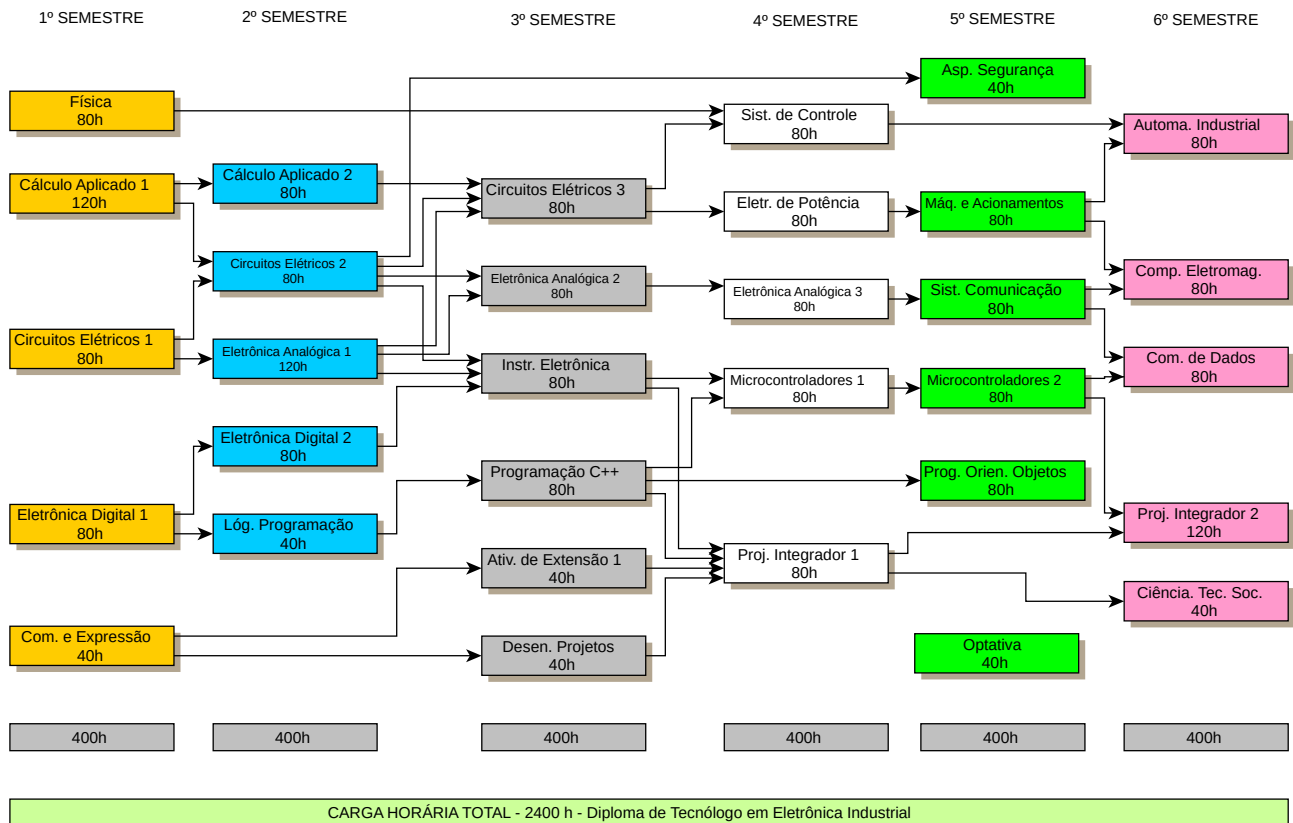 1º SEMESTRE
2º SEMESTRE
3º SEMESTRE
4º SEMESTRE
5º SEMESTRE
6º SEMESTRE
Física
80h
Cálculo Aplicado 1
120h
Circuitos Elétricos 1
80h
Eletrônica Digital 1
80h
Com. e Expressão
40h
Cálculo Aplicado 2
80h
Circuitos Elétricos 2
80h
Eletrônica Analógica 1
120h
Eletrônica Digital 2
80h
Lóg. Programação
40h
Circuitos Elétricos 3
80h
Eletrônica Analógica 2
80h
Instr. Eletrônica
80h
Programação C++
80h
Ativ. de Extensão 1
40h
Desen. Projetos
40h
Sist. de Controle
80h
Eletr. de Potência
80h
Eletrônica Analógica 3
80h
Microcontroladores 1
80h
Proj. Integrador 1
80h
Asp. Segurança
40h
Máq. e Acionamentos
80h
Sist. Comunicação
80h
Microcontroladores 2
80h
Prog. Orien. Objetos
80h
Optativa
40h
Automa. Industrial
80h
Comp. Eletromag.
80h
Com. de Dados
80h
Proj. Integrador 2
120h
Ciência. Tec. Soc.
40h
400h
400h
400h
400h
400h
400h
CARGA HORÁRIA TOTAL - 2400 h - Diploma de Tecnólogo em Eletrônica Industrial